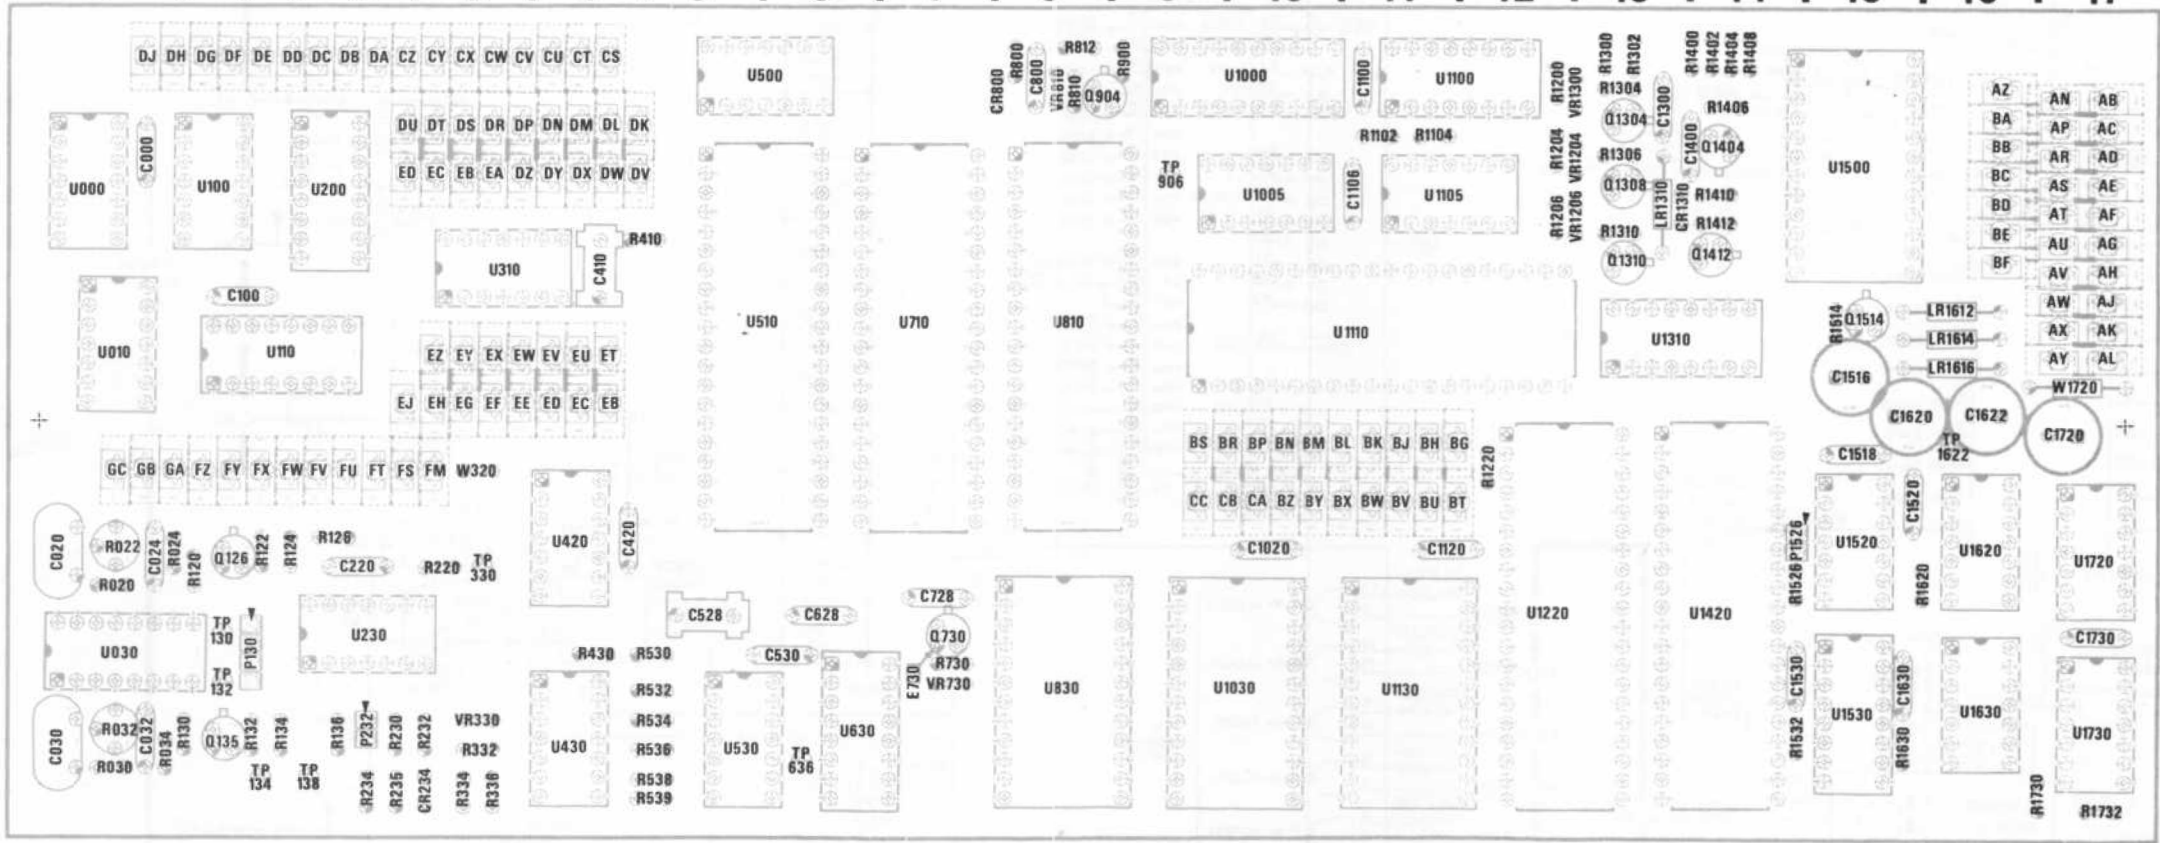 DJ DH DG DF DE DD DC DB DA CZ CY CX CW CV CU CT CS
U500
CR800
R800
C800
VR810
R812
R810
R900
Q904
U1000
C1100
U1100
R1200
VR1300
R1300
R1302
R1400
R1402
R1404
R1408
R1304
Q1304
C1300
R1406
C1400
Q1404
U1500
AZ
BA
BB
BC
BD
BE
BF
AN AB
AP AC
AR AD
AS AE
AT AF
AU AG
AV AH
AW AJ
AX AK
AY AL
U000
C000
U100
U200
DU DT DS DR DP DN DM DL DK
ED EC EB EA DZ DY DX DW DV
R1102
R1104
TP
906
U1005
C1106
U1105
R1204
VR1204
R1306
Q1308
R1206
VR1206
R1310
Q1310
LR1310
CR1310
R1410
R1412
Q1412
U310
C410
R410
C100
U010
U110
U510
U710
U810
U1110
U1310
R1514
Q1514
LR1612
LR1614
LR1616
W1720
C1516
C1620
C1622
C1720
TP
1622
EZ EY EX EW EV EU ET
EJ EH EG EF EE ED EC EB
BS BR BP BN BM BL BK BJ BH BG
CC CB CA BZ BY BX BW BV BU BT
R1220
C1518
GC GB GA FZ FY FX FW FV FU FT FS FM W320
C020
R022
R020
C024
R024
R120
Q126
R122
R124
R126
C220
R220
TP
330
U420
C420
C1020
C1120
P1526
R1526
U1520
C1520
R1620
U1620
U1720
U030
TP
130
TP
132
P130
U230
C528
C628
C728
Q730
E730
R730
VR730
C530
R430
R530
R532
R534
R536
R538
R539
U830
U1030
U1130
U1220
U1420
C1530
R1532
U1530
C1630
R1630
U1630
C1730
U1730
R1730
R1732
C030
R032
R030
C032
R034
R130
Q135
R132
R134
TP
134
TP
138
R136
P232
R230
R232
VR330
R332
R234
R235
CR234
R334
R336
U430
U530
TP
636
U630